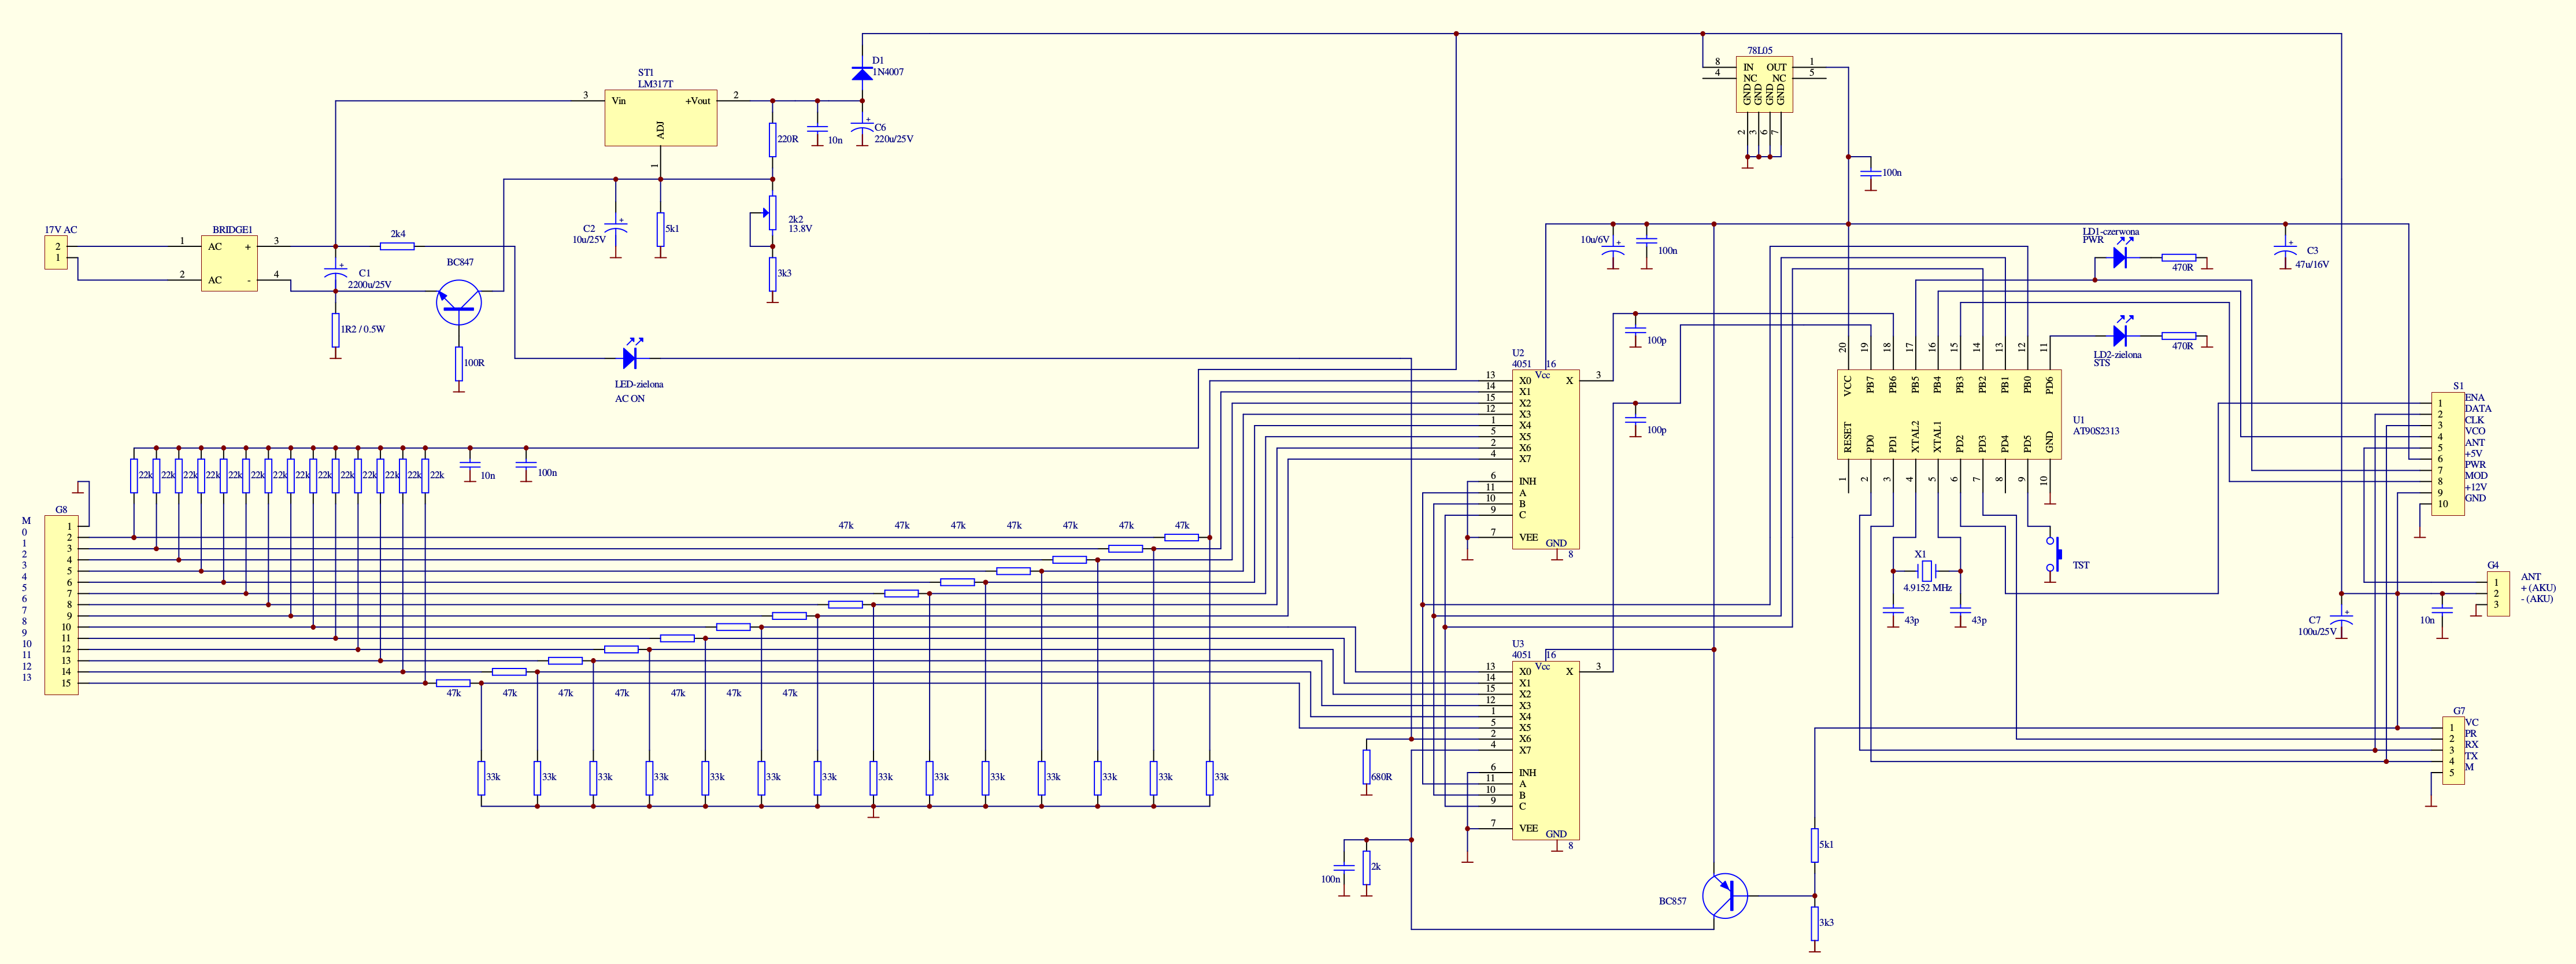 17V AC
2
1
1
2
BRIDGE1
AC
AC
+
-
3
4
C1
2200u/25V
1R2 / 0.5W
2k4
BC847
100R
LED-zielona
AC ON
ST1
LM317T
3
Vin
+Vout
2
ADJ
1
C2
10u/25V
5k1
220R
2k2
13.8V
3k3
10n
D1
1N4007
C6
220u/25V
78L05
8
4
IN
NC
OUT
NC
1
5
GND
GND
GND
GND
2
3
6
7
100n
10u/6V
100n
100p
100p
LD1-czerwona
PWR
470R
LD2-zielona
STS
470R
C3
47u/16V
22k 22k 22k 22k 22k 22k 22k 22k 22k 22k 22k 22k 22k 22k
10n
100n
G8
M
0
1
2
3
4
5
6
7
8
9
10
11
12
13
1
2
3
4
5
6
7
8
9
10
11
12
13
14
15
47k 47k 47k 47k 47k 47k 47k
47k 47k 47k 47k 47k 47k 47k
33k 33k 33k 33k 33k 33k 33k 33k 33k 33k 33k 33k 33k 33k
U2
4051
16
Vcc
13 X0
14 X1
15 X2
12 X3
1 X4
5 X5
2 X6
4 X7
6 INH
11 A
10 B
9 C
7 VEE
X 3
GND
8
U3
4051
16
Vcc
13 X0
14 X1
15 X2
12 X3
1 X4
5 X5
2 X6
4 X7
6 INH
11 A
10 B
9 C
7 VEE
X 3
GND
8
680R
100n
2k
BC857
5k1
3k3
20 19 18 17 16 15 14 13 12 11
VCC PB7 PB6 PB5 PB4 PB3 PB2 PB1 PB0 PD6
RESET PD0 PD1 XTAL2 XTAL1 PD2 PD3 PD4 PD5 GND
1 2 3 4 5 6 7 8 9 10
U1
AT90S2313
X1
4.9152 MHz
43p
43p
TST
S1
1
2
3
4
5
6
7
8
9
10
ENA
DATA
CLK
VCO
ANT
+5V
PWR
MOD
+12V
GND
G4
1
2
3
ANT
+ (AKU)
- (AKU)
C7
100u/25V
10n
G7
1
2
3
4
5
VC
PR
RX
TX
M